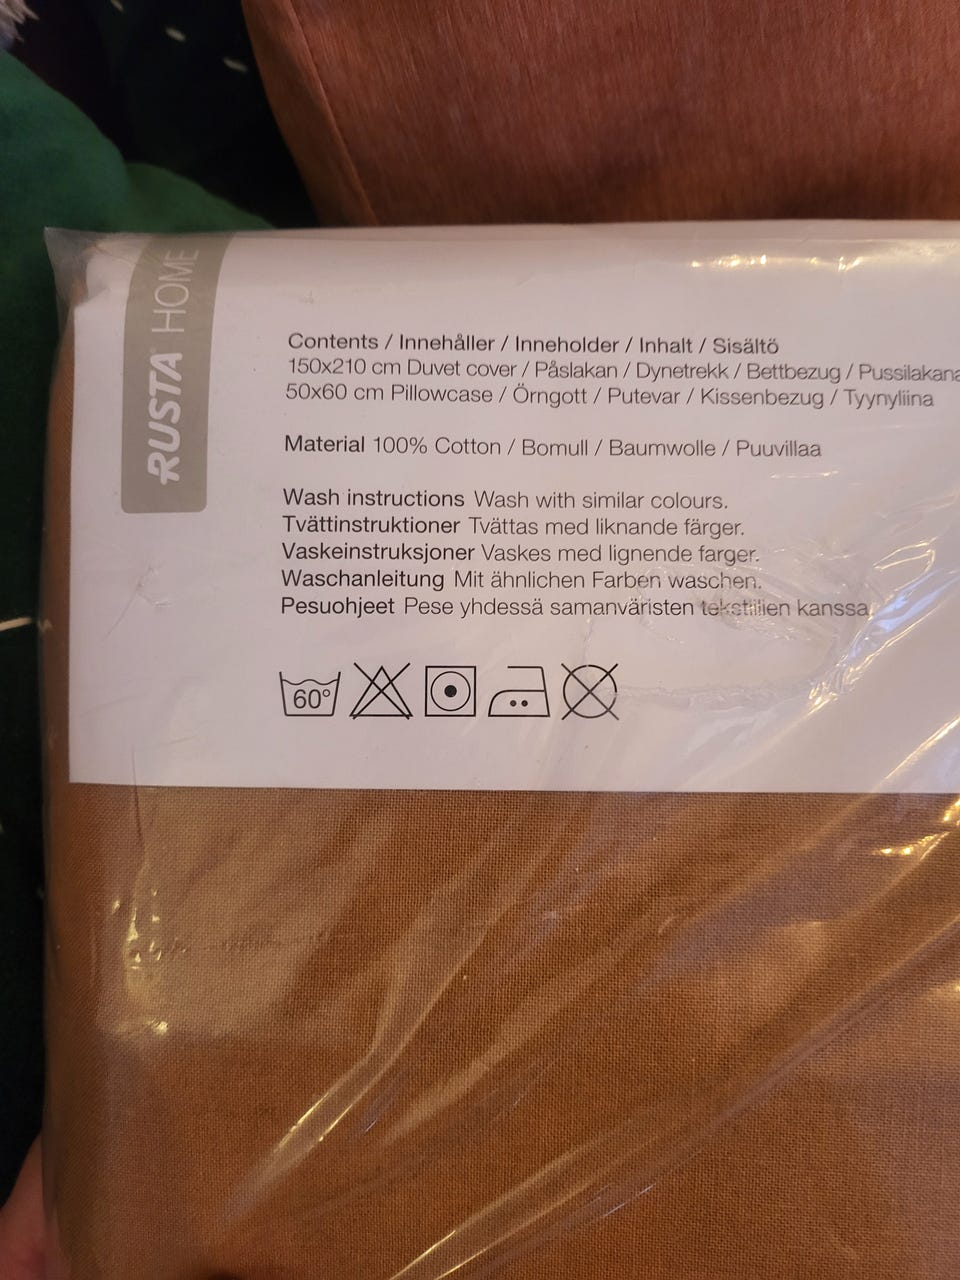 RUSTA HOME
Contents / Innehåller / Inneholder / Inhalt / Sisältö
150x210 cm Duvet cover / Påslakan / Dynetrekk / Bettbezug / Pussilakana
50x60 cm Pillowcase / Örngott / Putevar / Kissenbezug / Tyynyliina
Material 100% Cotton / Bomull / Baumwolle / Puuvillaa
Wash instructions Wash with similar colours.
Tvättinstruktioner Tvättas med liknande färger.
Vaskeinstruksjoner Vaskes med lignende farger.
Waschanleitung Mit ähnlichen Farben waschen.
Pesuohjeet Pese yhdessä samanväristen tekstiilien kanssa.
60°